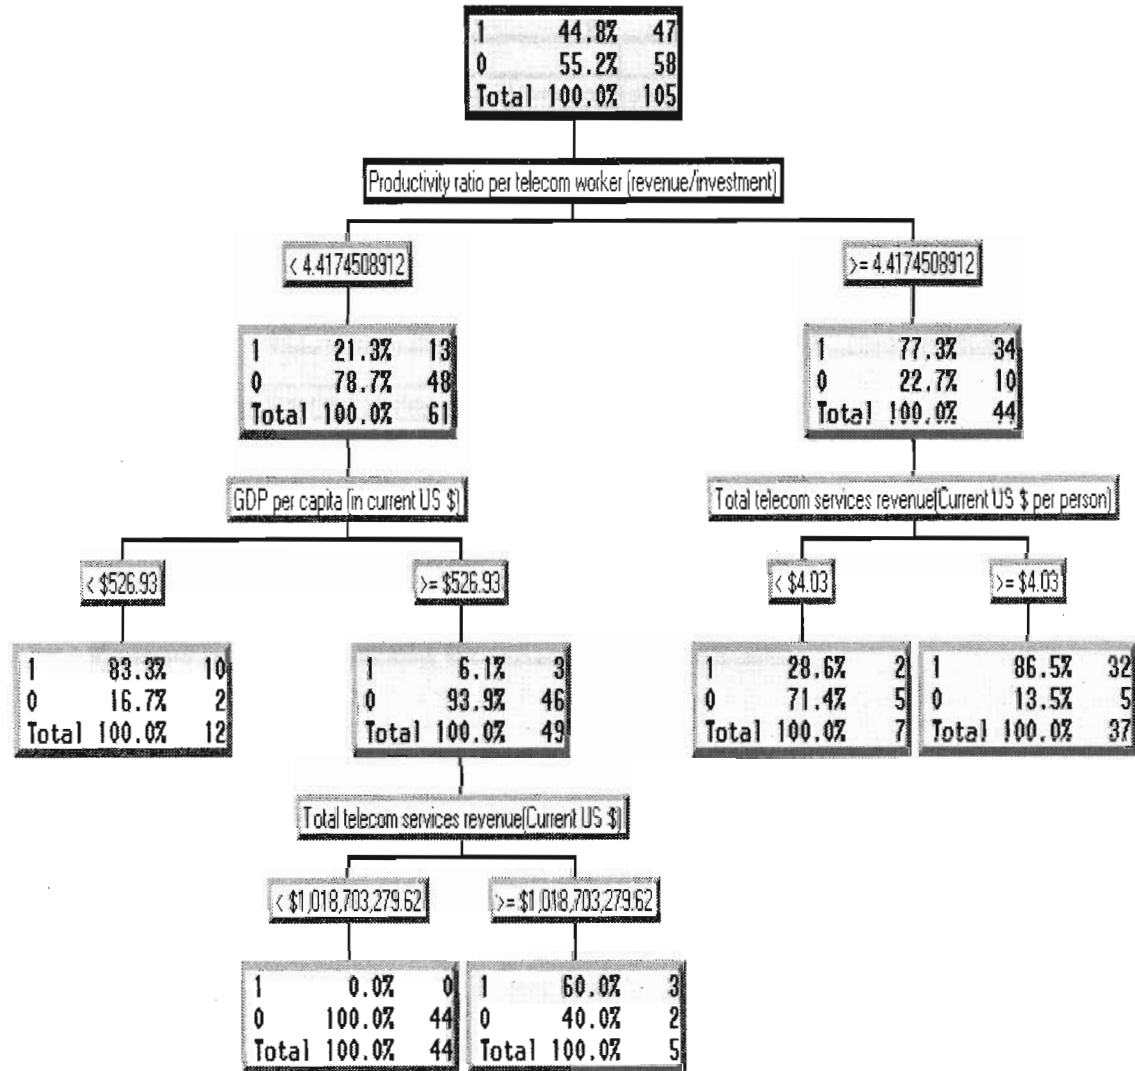 1 44.8% 47
0 55.2% 58
Total 100.0% 105
Productivity ratio per telecom worker (revenue/investment)
< 4.4174508912
>= 4.4174508912
1 21.3% 13
0 78.7% 48
Total 100.0% 61
1 77.3% 34
0 22.7% 10
Total 100.0% 44
GDP per capita (in current US $)
Total telecom services revenue(Current US $ per person)
< $526.93
>= $526.93
< $4.03
>= $4.03
1 83.3% 10
0 16.7% 2
Total 100.0% 12
1 6.1% 3
0 93.9% 46
Total 100.0% 49
1 28.6% 2
0 71.4% 5
Total 100.0% 7
1 86.5% 32
0 13.5% 5
Total 100.0% 37
Total telecom services revenue(Current US $)
< $1,018,703,279.62
>= $1,018,703,279.62
1 0.0% 0
0 100.0% 44
Total 100.0% 44
1 60.0% 3
0 40.0% 2
Total 100.0% 5